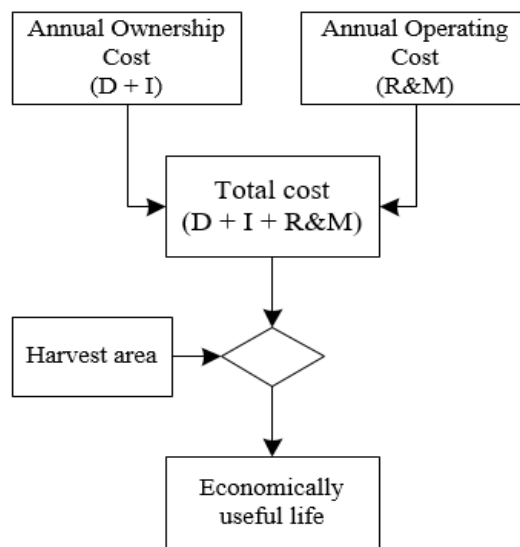 Annual Ownership
Cost
(D + I)
Annual Operating
Cost
(R&M)
Total cost
(D + I + R&M)
Harvest area
Economically
useful life